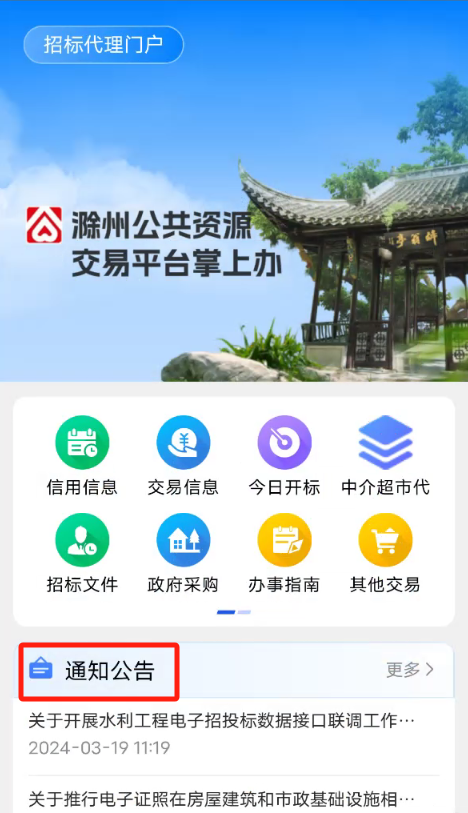 招标代理门户
滁州公共资源
交易平台掌上办
醉翁亭
信用信息
交易信息
今日开标
中介超市代
招标文件
政府采购
办事指南
其他交易
通知公告
更多
关于开展水利工程电子招投标数据接口联调工作···
2024-03-19 11:19
关于推行电子证照在房屋建筑和市政基础设施相···